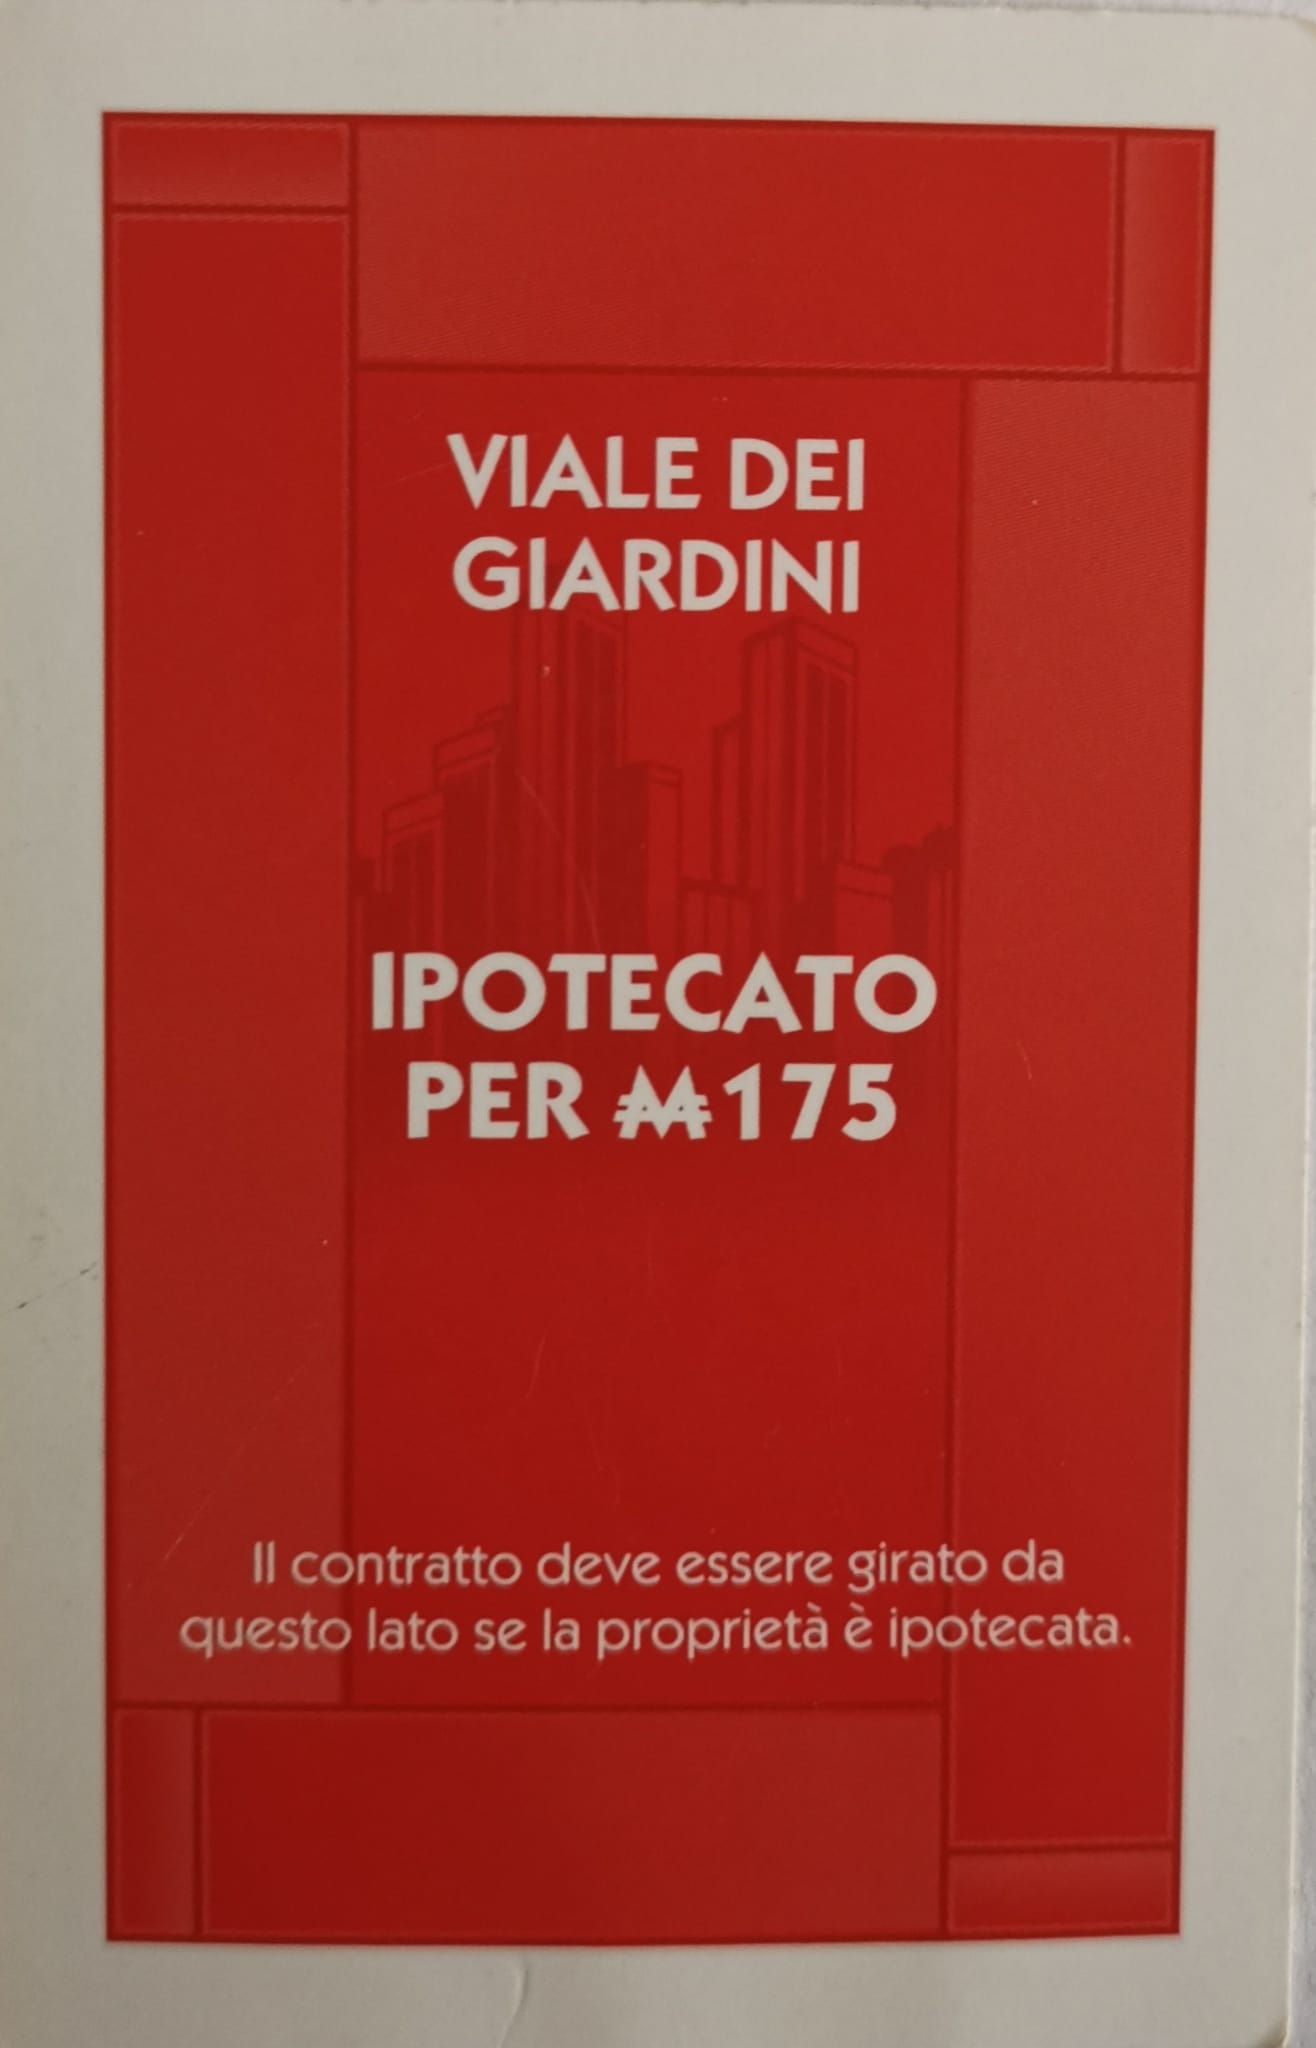 VIALE DEI
GIARDINI
IPOTECATO
PER ₩175
Il contratto deve essere girato da
questo lato se la proprietà è ipotecata.